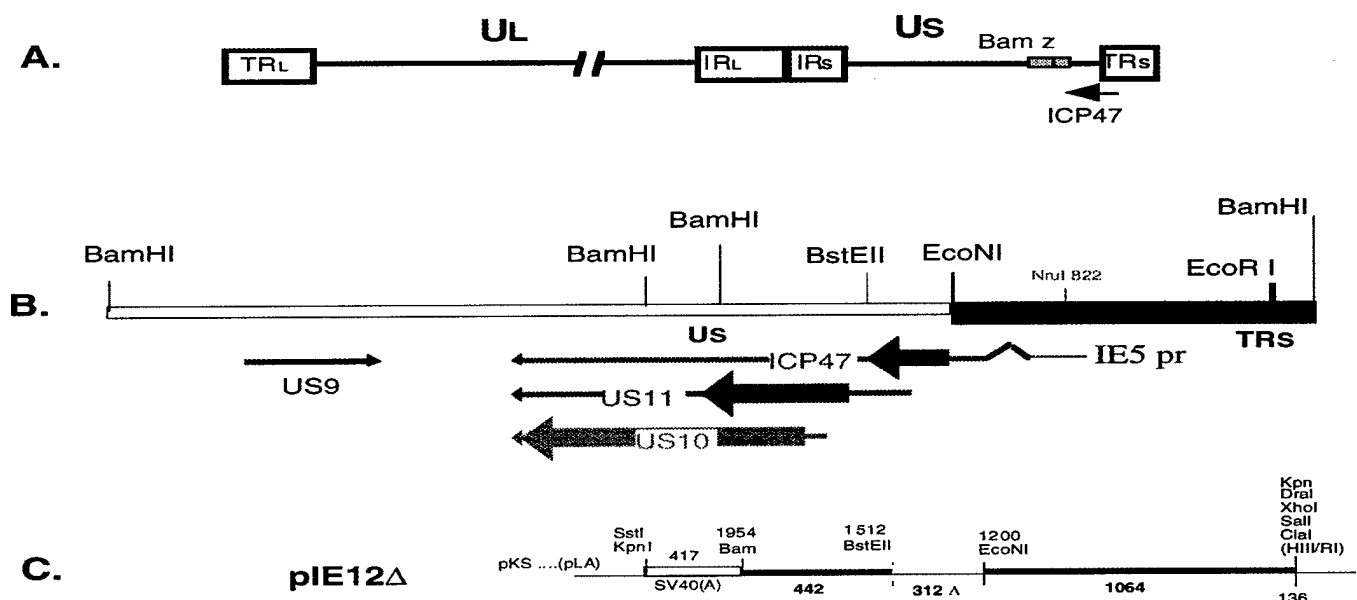 A.
UL
US
Bam z
TRL
IRL
IRS
TRS
ICP47
B.
BamHI
BamHI
BamHI
BstEII
EcoNI
NruI 822
EcoR I
BamHI
US
TRS
ICP47
IE5 pr
US9
US11
US10
C.
pIE12Δ
pKS ....(pLA)
SstI
KpnI
417
SV40(A)
1954
Bam
442
1512
BstEII
312 Δ
1200
EcoNI
1064
Kpn
DraI
XhoI
SalI
ClaI
(HIII/RI)
136